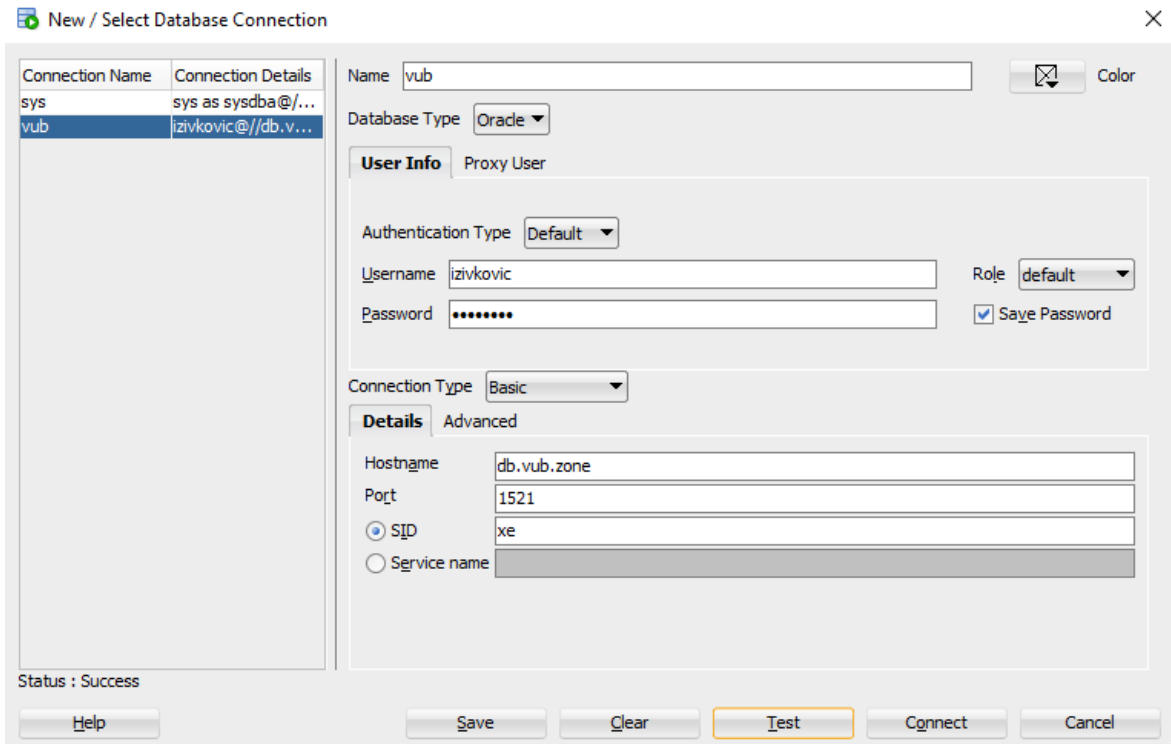 New / Select Database Connection
Connection Name Connection Details
sys sys as sysdba@/...
vub izivkovic@//db.v...
Name vub
Color
Database Type Oracle
User Info Proxy User
Authentication Type Default
Username izivkovic
Role default
Password ••••••••
Save Password
Connection Type Basic
Details Advanced
Hostname db.vub.zone
Port 1521
SID xe
Service name
Status : Success
Help Save Clear Test Connect Cancel